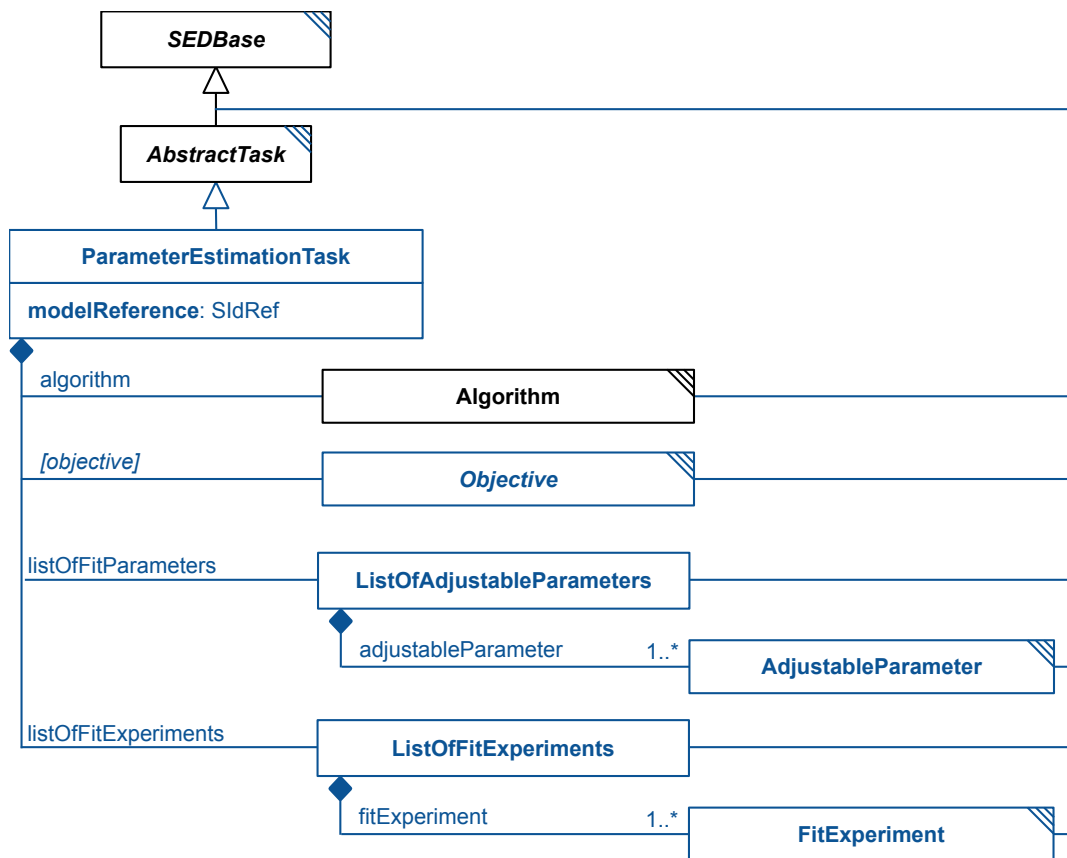 SEDBase
AbstractTask
ParameterEstimationTask
modelReference: SIdRef
algorithm
Algorithm
[objective]
Objective
listOfFitParameters
ListOfAdjustableParameters
adjustableParameter 1..*
AdjustableParameter
listOfFitExperiments
ListOfFitExperiments
fitExperiment 1..*
FitExperiment